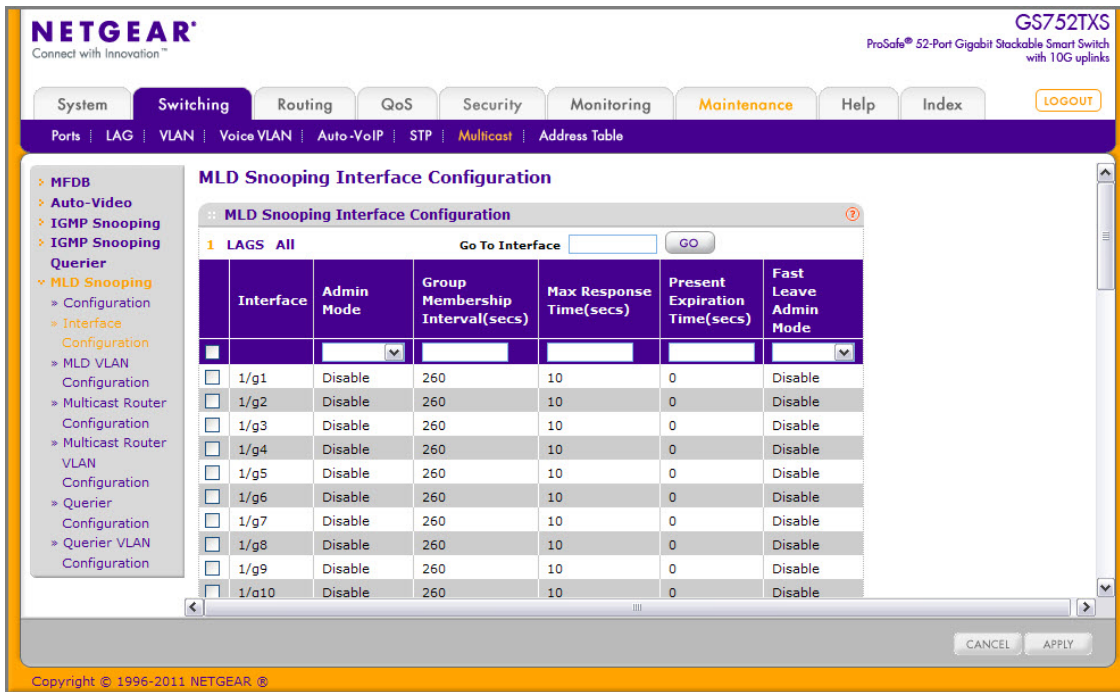 NETGEAR®
Connect with Innovation™
GS752TXS
ProSafe® 52-Port Gigabit Stackable Smart Switch
with 10G uplinks
System Switching Routing QoS Security Monitoring Maintenance Help Index LOGOUT
Ports LAG VLAN Voice VLAN Auto-VoIP STP Multicast Address Table
MFDB
Auto-Video
IGMP Snooping
IGMP Snooping
Querier
MLD Snooping
» Configuration
» Interface
Configuration
» MLD VLAN
Configuration
» Multicast Router
Configuration
» Multicast Router
VLAN
Configuration
» Querier
Configuration
» Querier VLAN
Configuration
MLD Snooping Interface Configuration
MLD Snooping Interface Configuration ?
1 LAGS All Go To Interface GO
Interface Admin Mode Group Membership Interval(secs) Max Response Time(secs) Present Expiration Time(secs) Fast Leave Admin Mode
1/g1 Disable 260 10 0 Disable
1/g2 Disable 260 10 0 Disable
1/g3 Disable 260 10 0 Disable
1/g4 Disable 260 10 0 Disable
1/g5 Disable 260 10 0 Disable
1/g6 Disable 260 10 0 Disable
1/g7 Disable 260 10 0 Disable
1/g8 Disable 260 10 0 Disable
1/g9 Disable 260 10 0 Disable
1/g10 Disable 260 10 0 Disable
CANCEL APPLY
Copyright © 1996-2011 NETGEAR ®